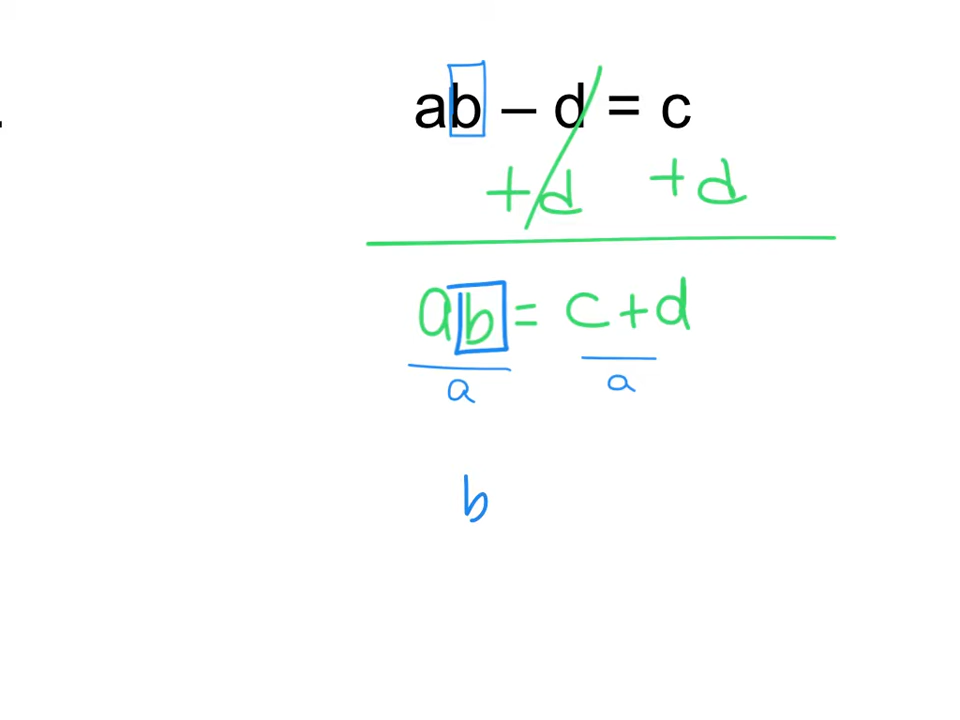 ab – d = c
+d +d
ab = c+d
a a
b